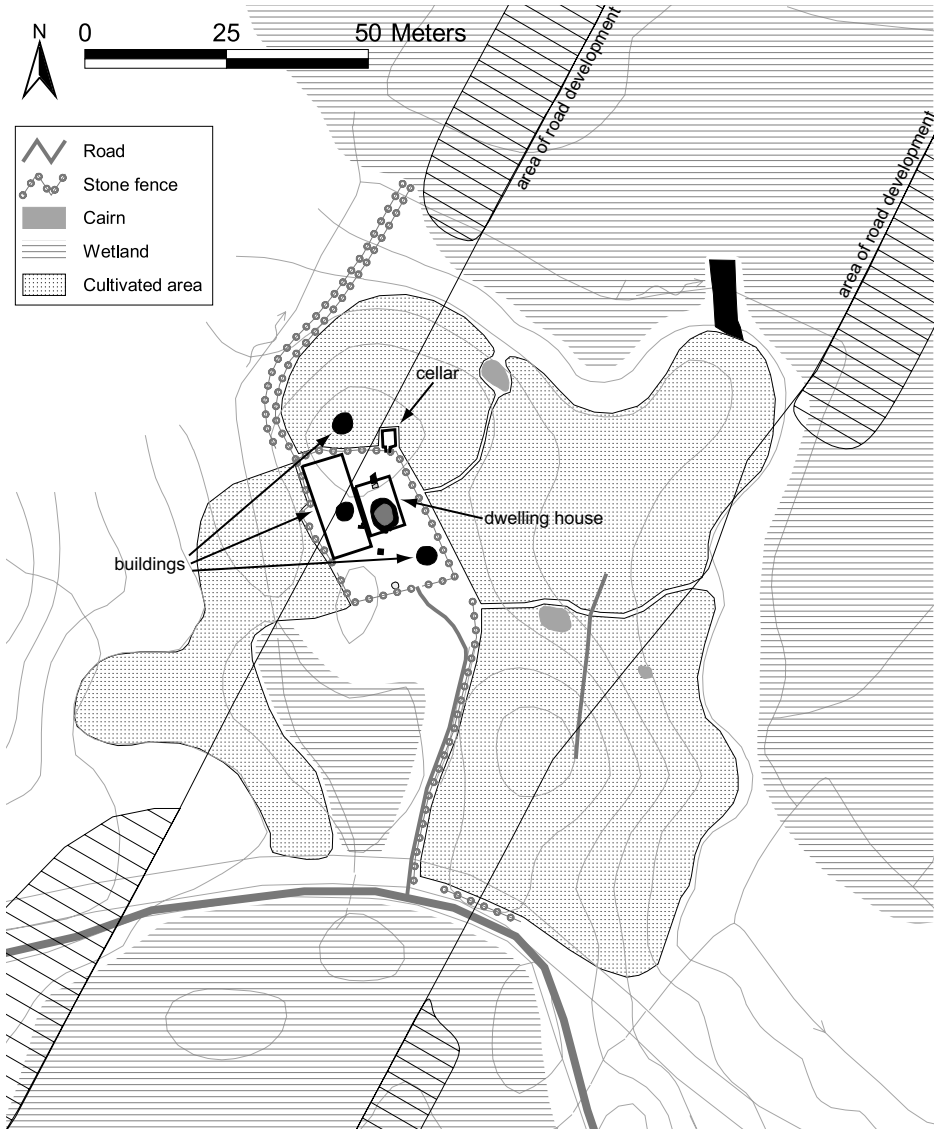 N
0 25 50 Meters
Road
Stone fence
Cairn
Wetland
Cultivated area
area of road development
area of road development
cellar
dwelling house
buildings